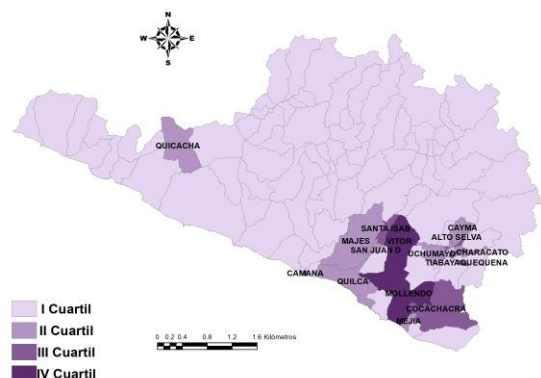 N
W E
S
QUICACHA
SANTA ISAB
CAYMA
ALTO SELVA
MAJES
VITOR
SAN JUAN D
UCHUMAYO
CHARACATO
TIABAYA
QUEQUENA
CAMANA
QUILCA
MOLLENDO
COCACHACRA
MEJIA
I Cuartil
II Cuartil
III Cuartil
IV Cuartil
0 0.2 0.4 0.8 1.2 1.6 Kilómetros